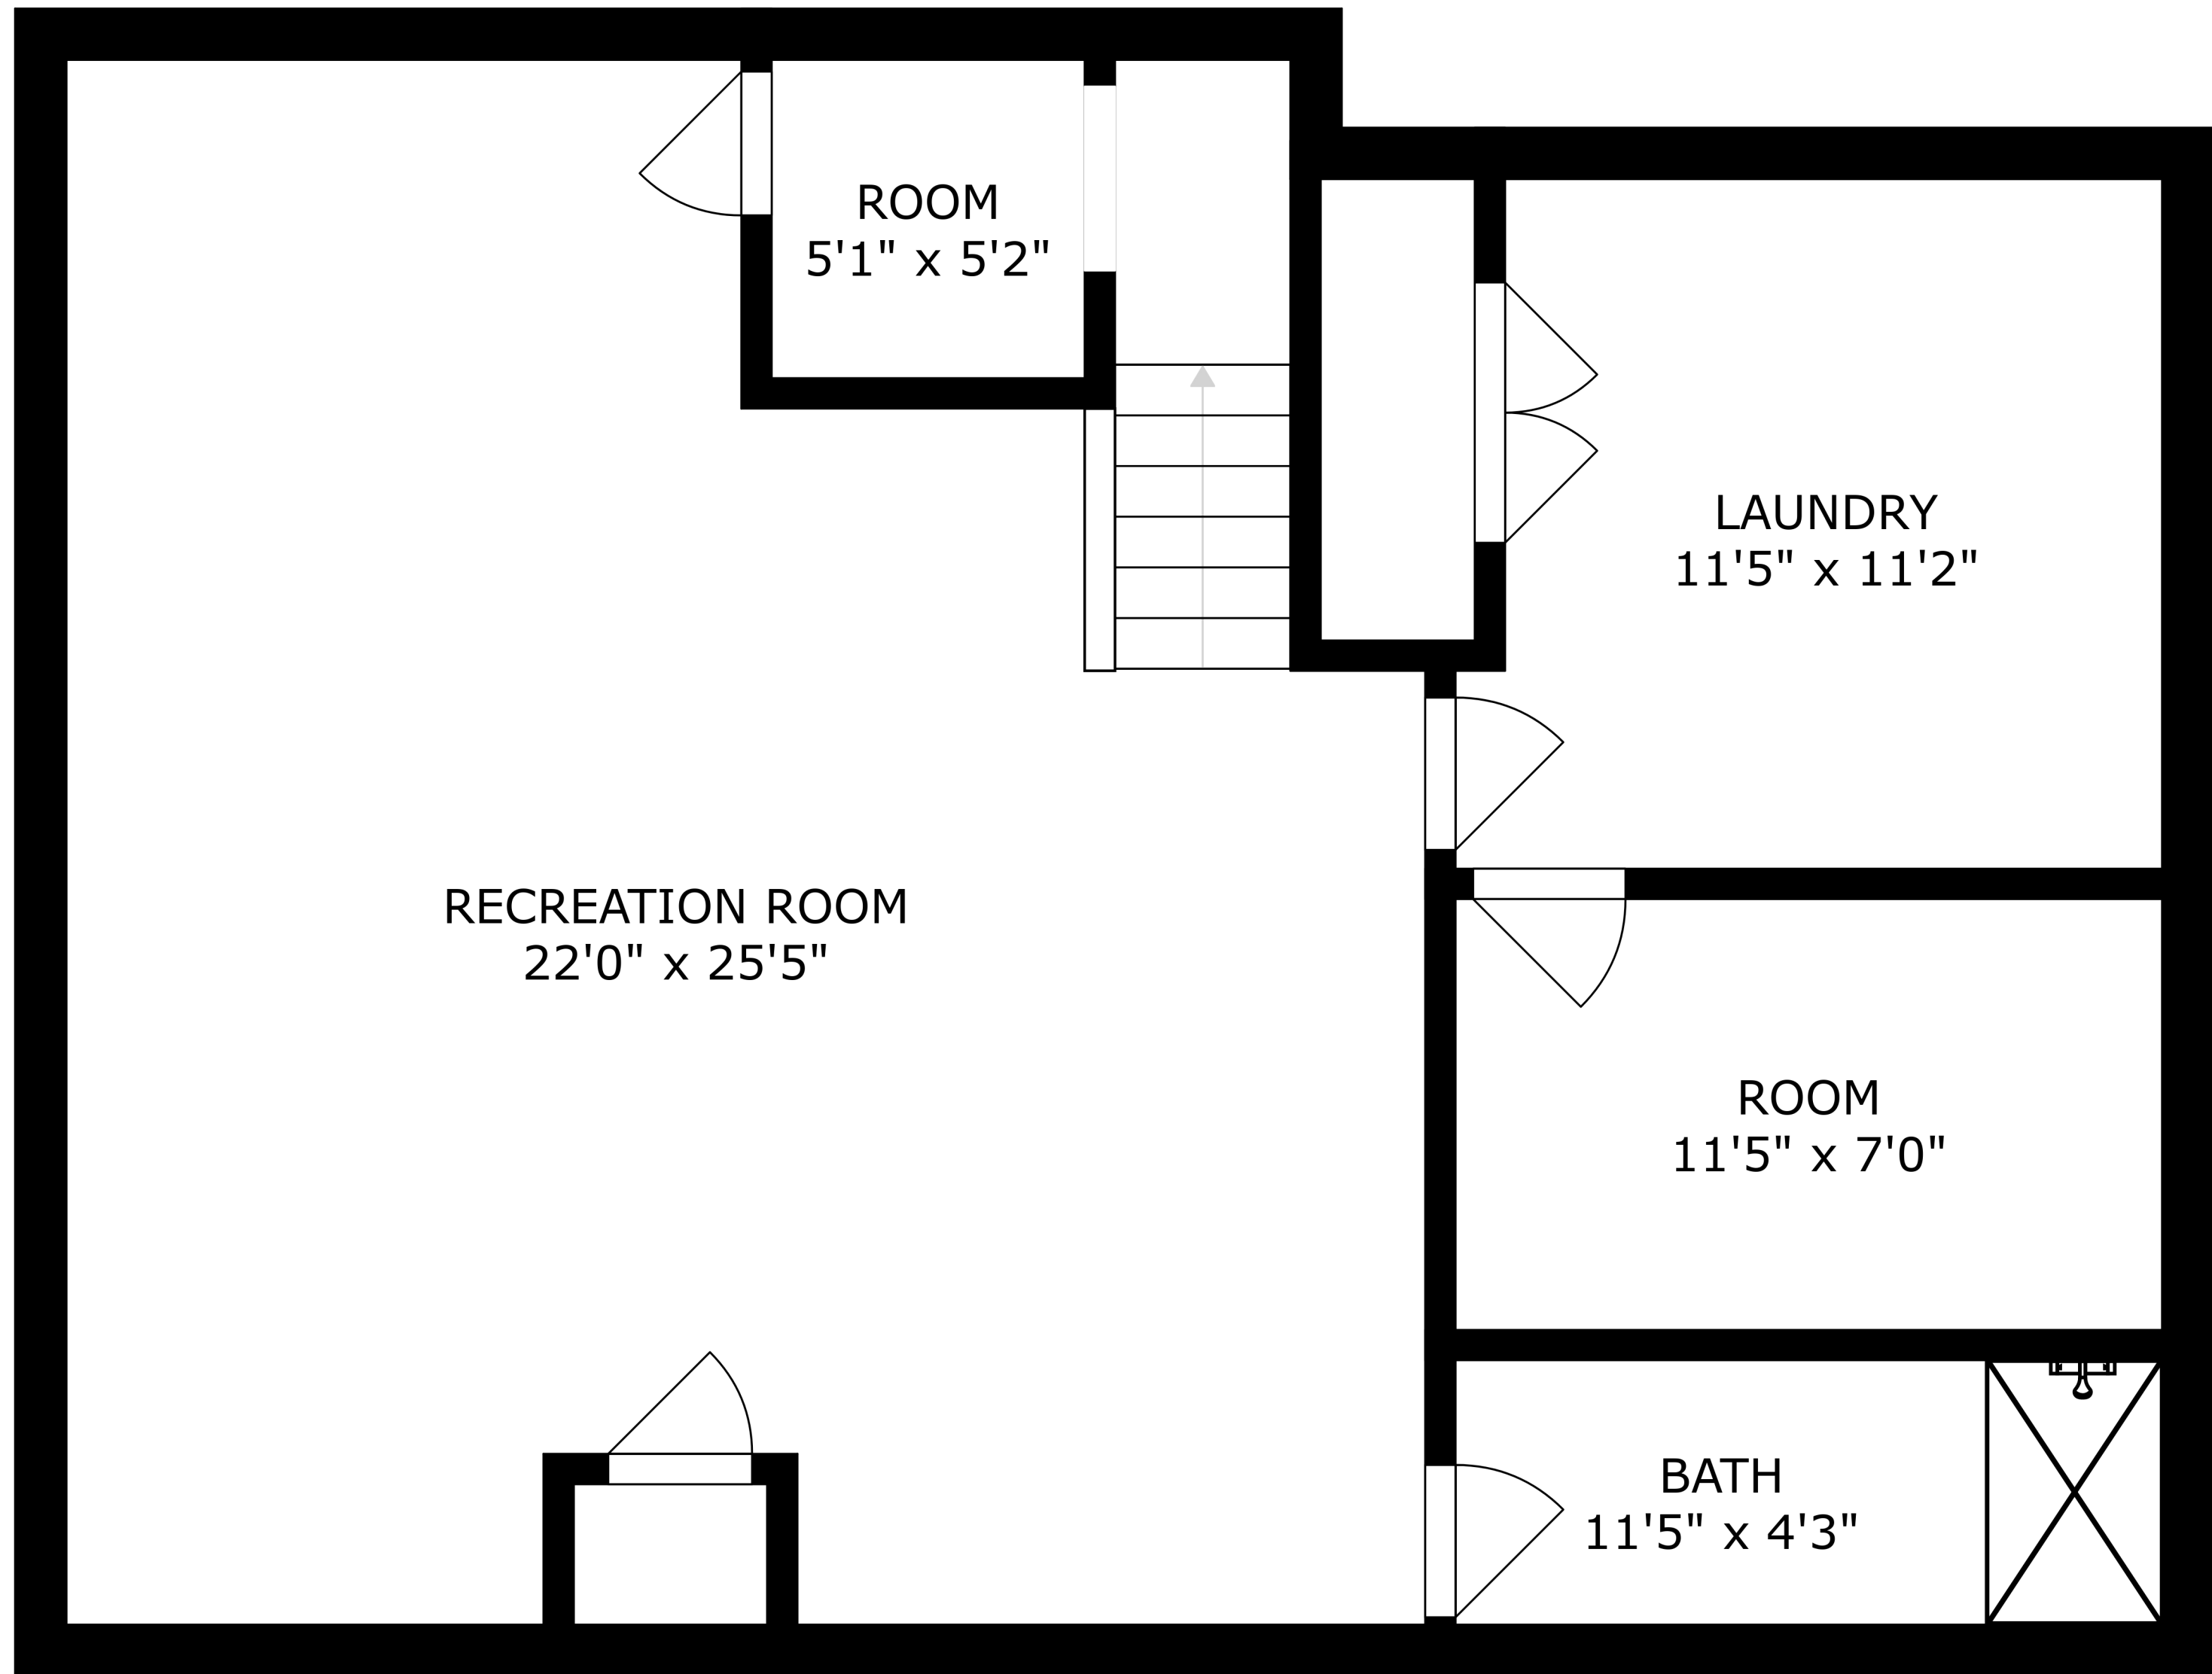 ROOM
5'1" x 5'2"
LAUNDRY
11'5" x 11'2"
RECREATION ROOM
22'0" x 25'5"
ROOM
11'5" x 7'0"
BATH
11'5" x 4'3"